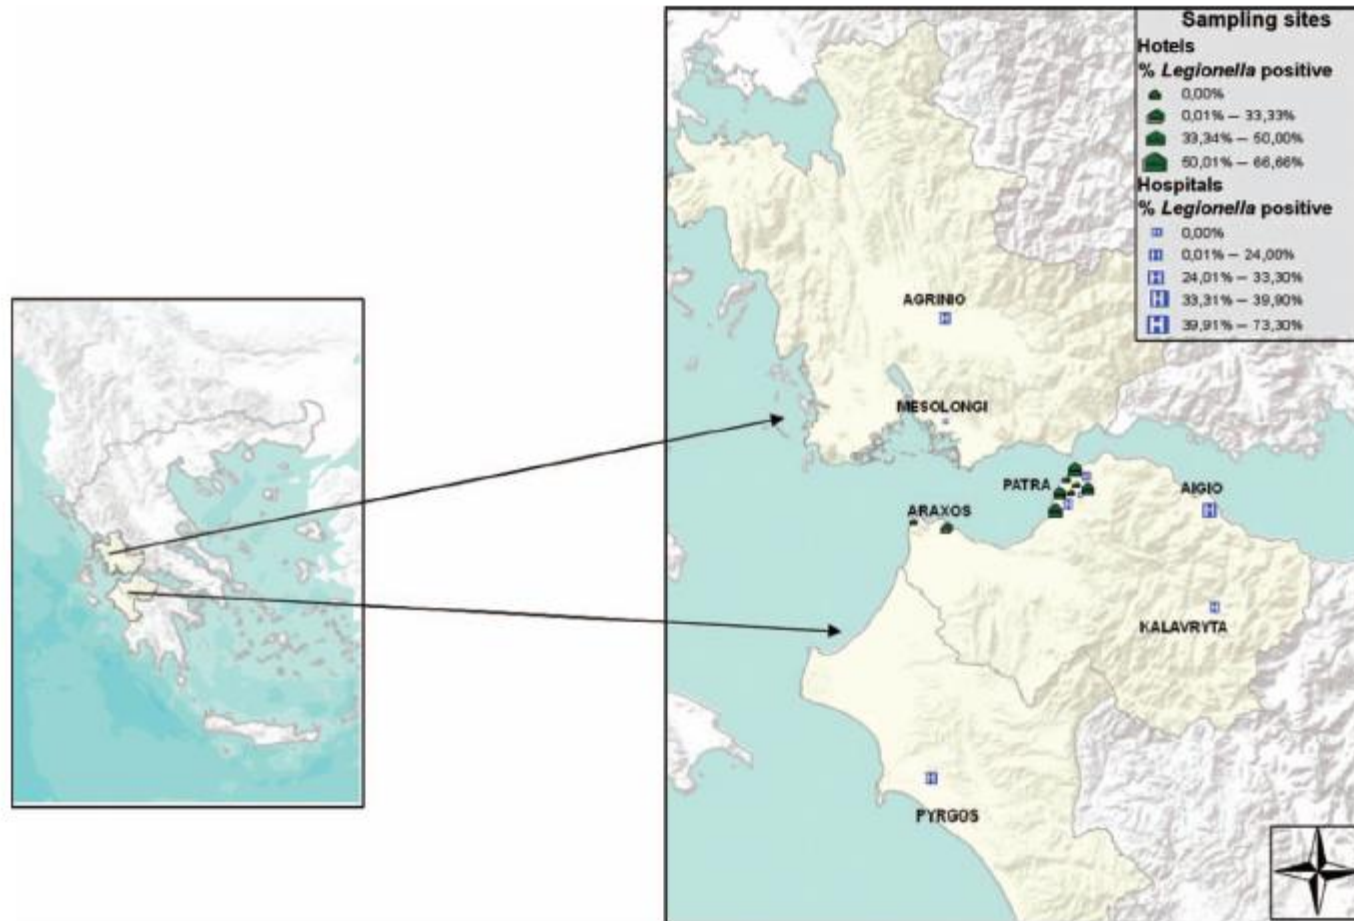 Sampling sites
Hotels
% Legionella positive
0,00%
0,01% — 33,33%
33,34% — 50,00%
50,01% — 66,66%
Hospitals
% Legionella positive
0,00%
0,01% — 24,00%
24,01% — 33,30%
33,31% — 39,90%
39,91% — 73,30%
AGRINIO
MESOLONGI
PATRA
AIGIO
ARAXOS
KALAVRYTA
PYRGOS